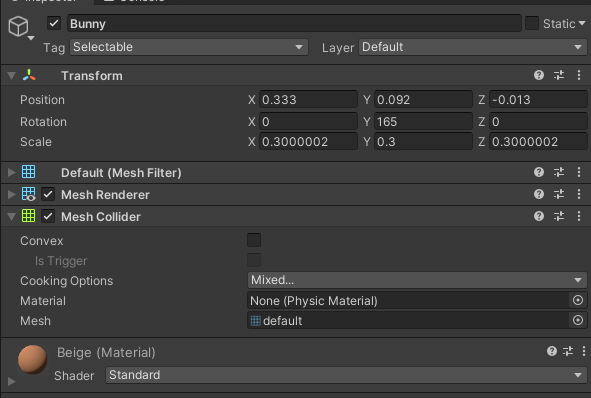 Bunny Static
Tag Selectable Layer Default
Transform
Position X 0.333 Y 0.092 Z -0.013
Rotation X 0 Y 165 Z 0
Scale X 0.3000002 Y 0.3 Z 0.3000002
Default (Mesh Filter)
Mesh Renderer
Mesh Collider
Convex
Is Trigger
Cooking Options Mixed...
Material None (Physic Material)
Mesh default
Beige (Material)
Shader Standard